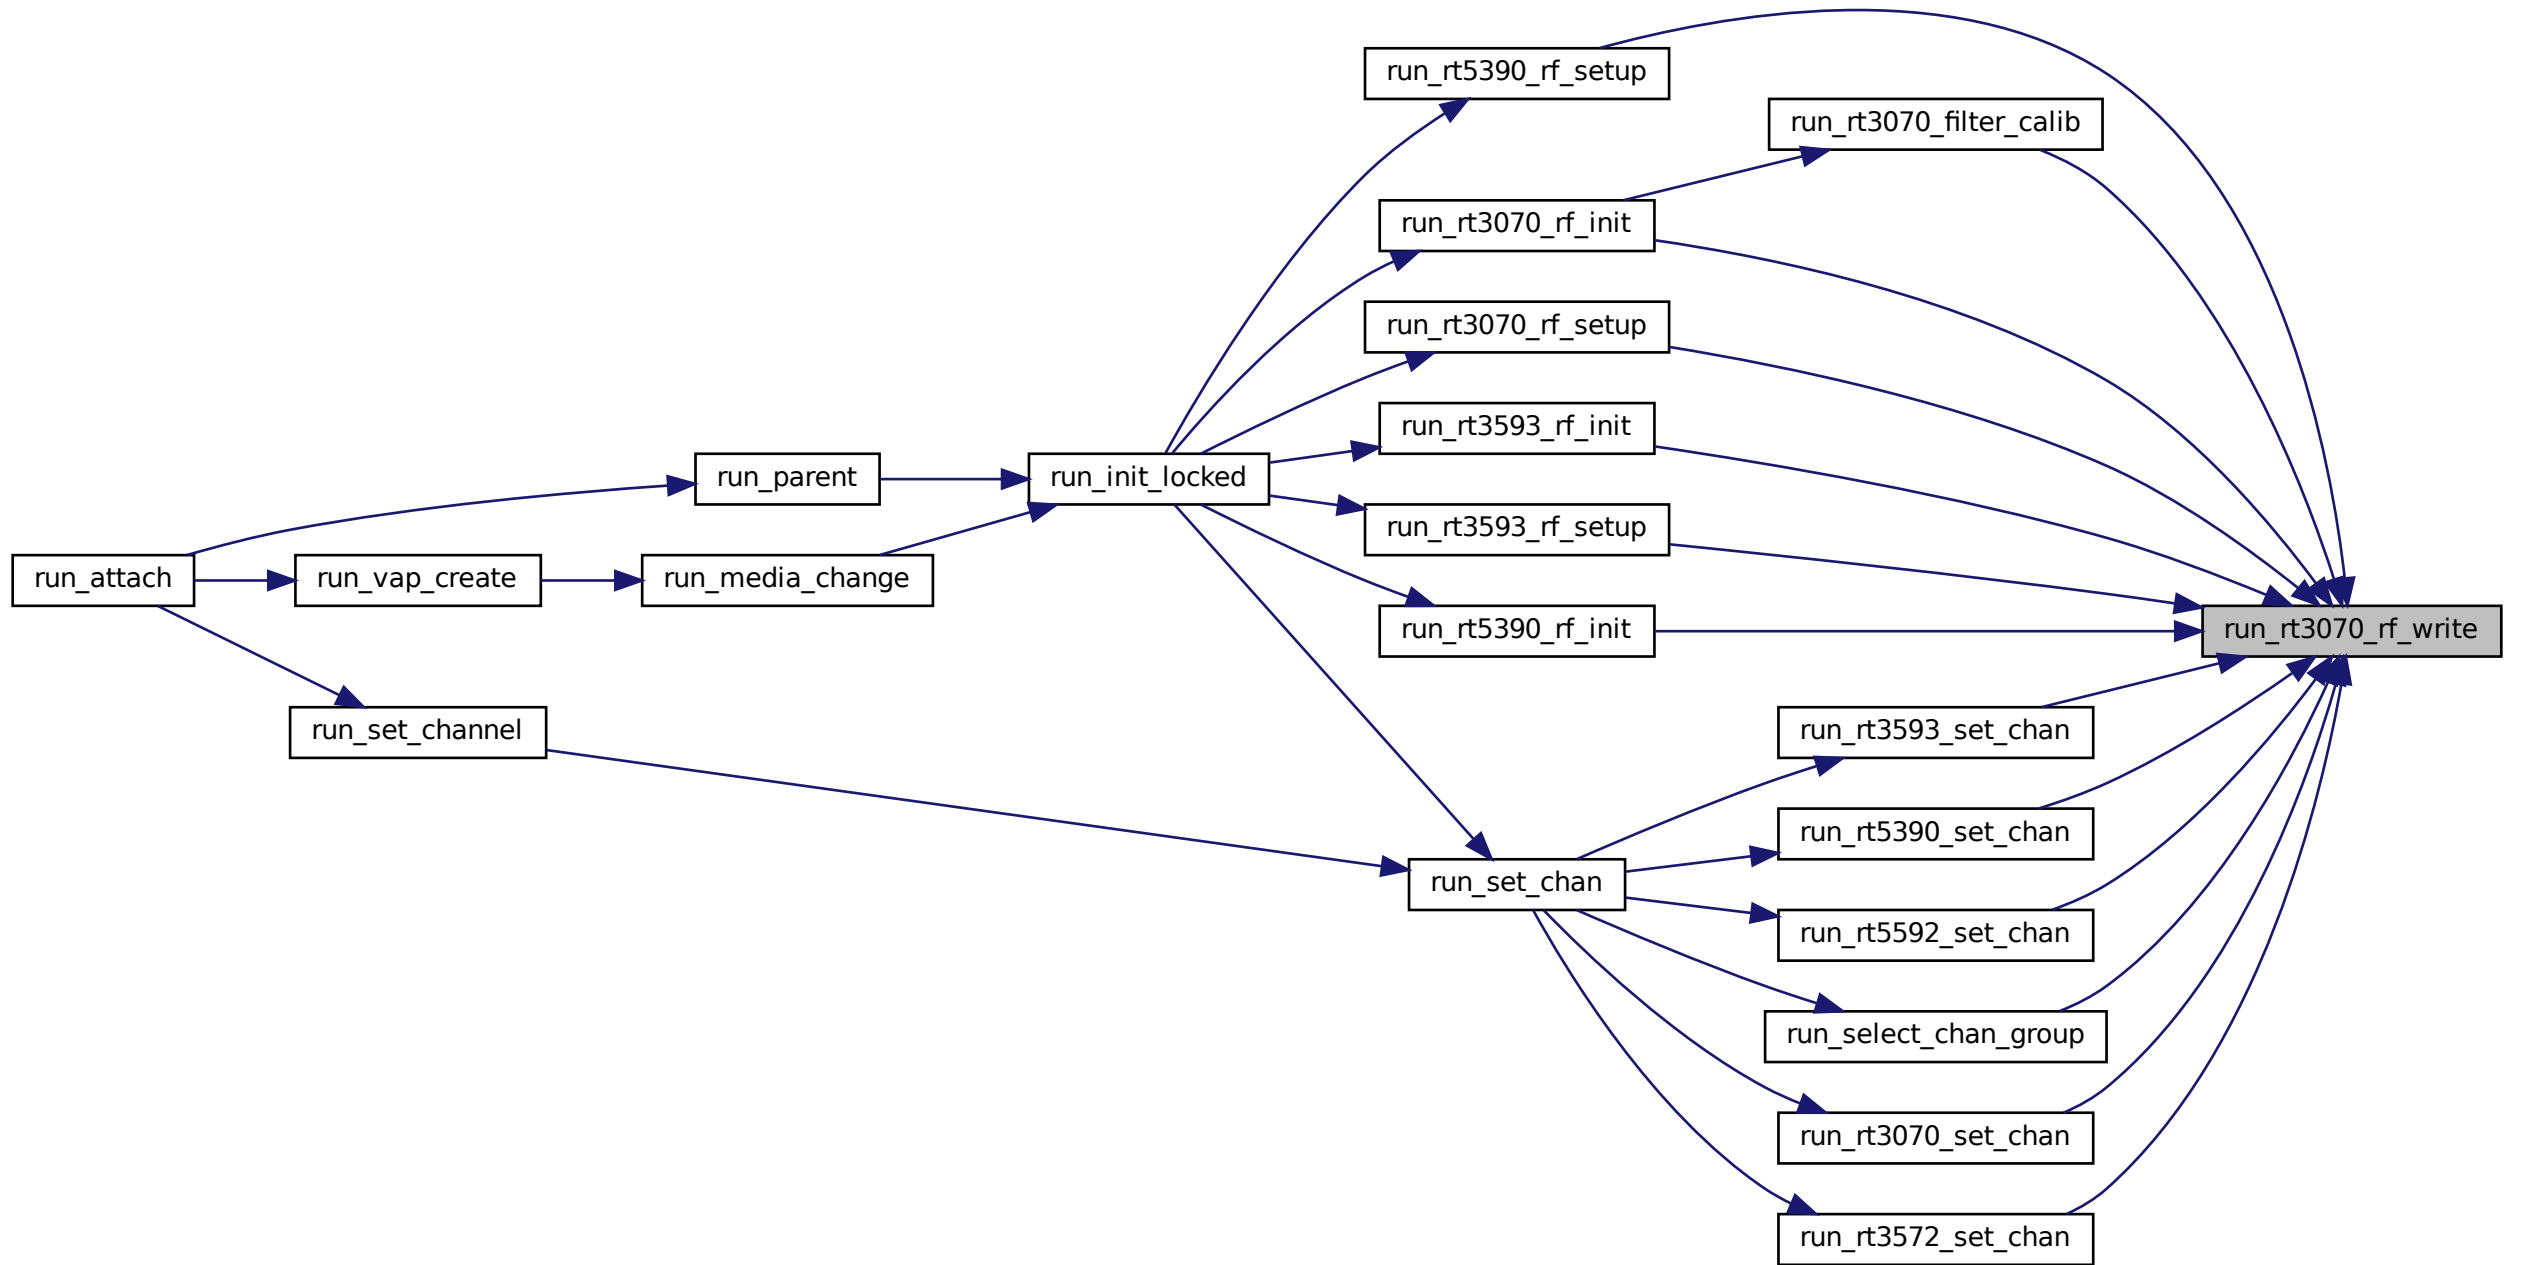 run_rt5390_rf_setup
run_rt3070_filter_calib
run_rt3070_rf_init
run_rt3070_rf_setup
run_rt3593_rf_init
run_parent
run_init_locked
run_rt3593_rf_setup
run_attach
run_vap_create
run_media_change
run_rt5390_rf_init
run_rt3070_rf_write
run_set_channel
run_rt3593_set_chan
run_rt5390_set_chan
run_set_chan
run_rt5592_set_chan
run_select_chan_group
run_rt3070_set_chan
run_rt3572_set_chan